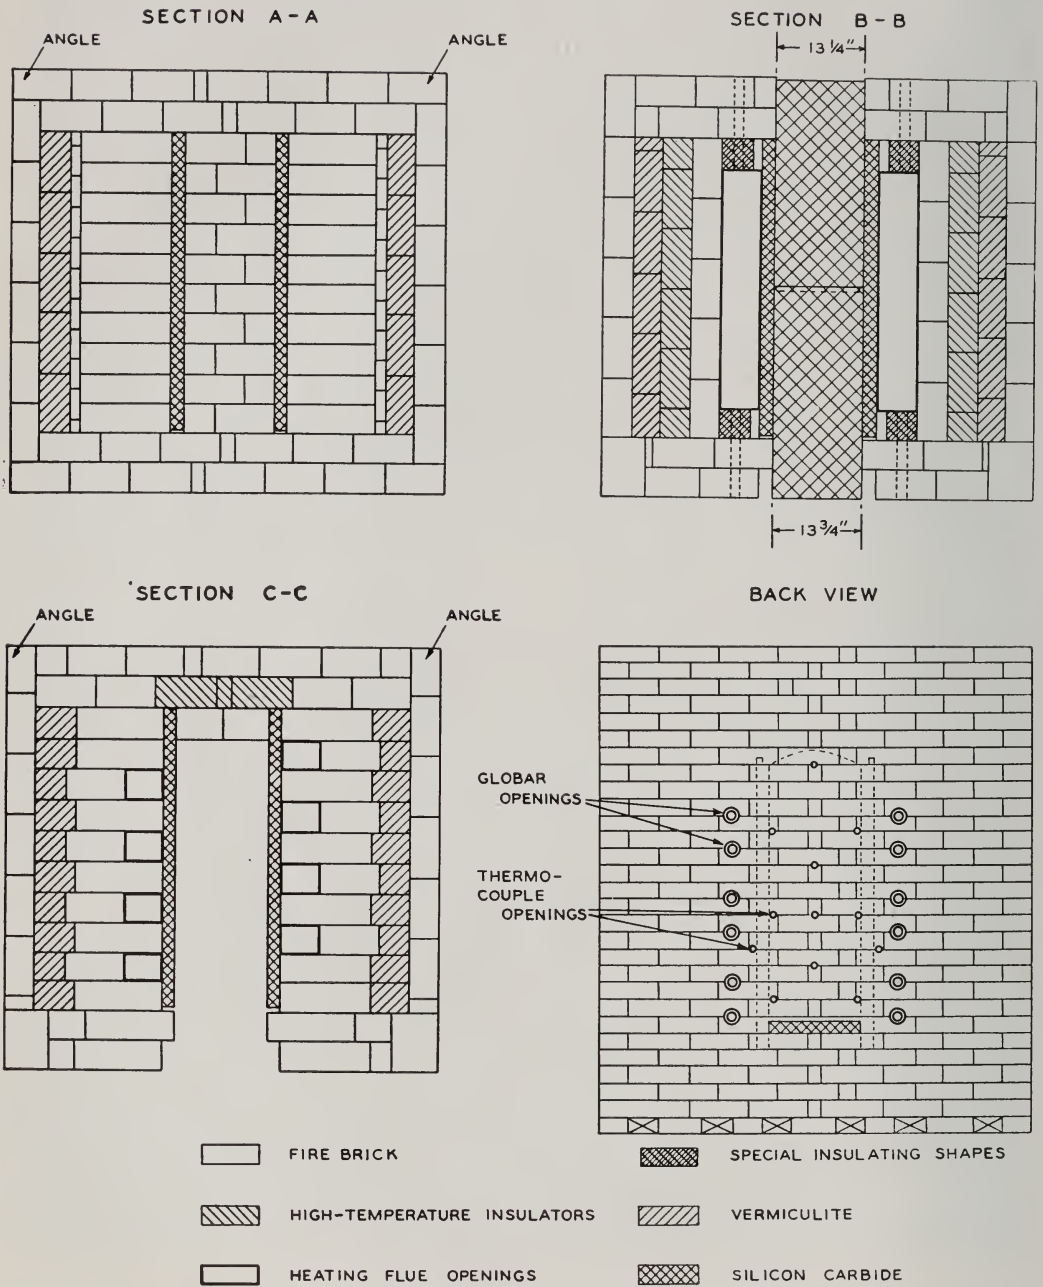 SECTION A-A
ANGLE
ANGLE
SECTION B-B
13 1/4"
13 3/4"
SECTION C-C
ANGLE
ANGLE
BACK VIEW
GLOBAR
OPENINGS
THERMO-
COUPLE
OPENINGS
FIRE BRICK
SPECIAL INSULATING SHAPES
HIGH-TEMPERATURE INSULATORS
VERMICULITE
HEATING FLUE OPENINGS
SILICON CARBIDE